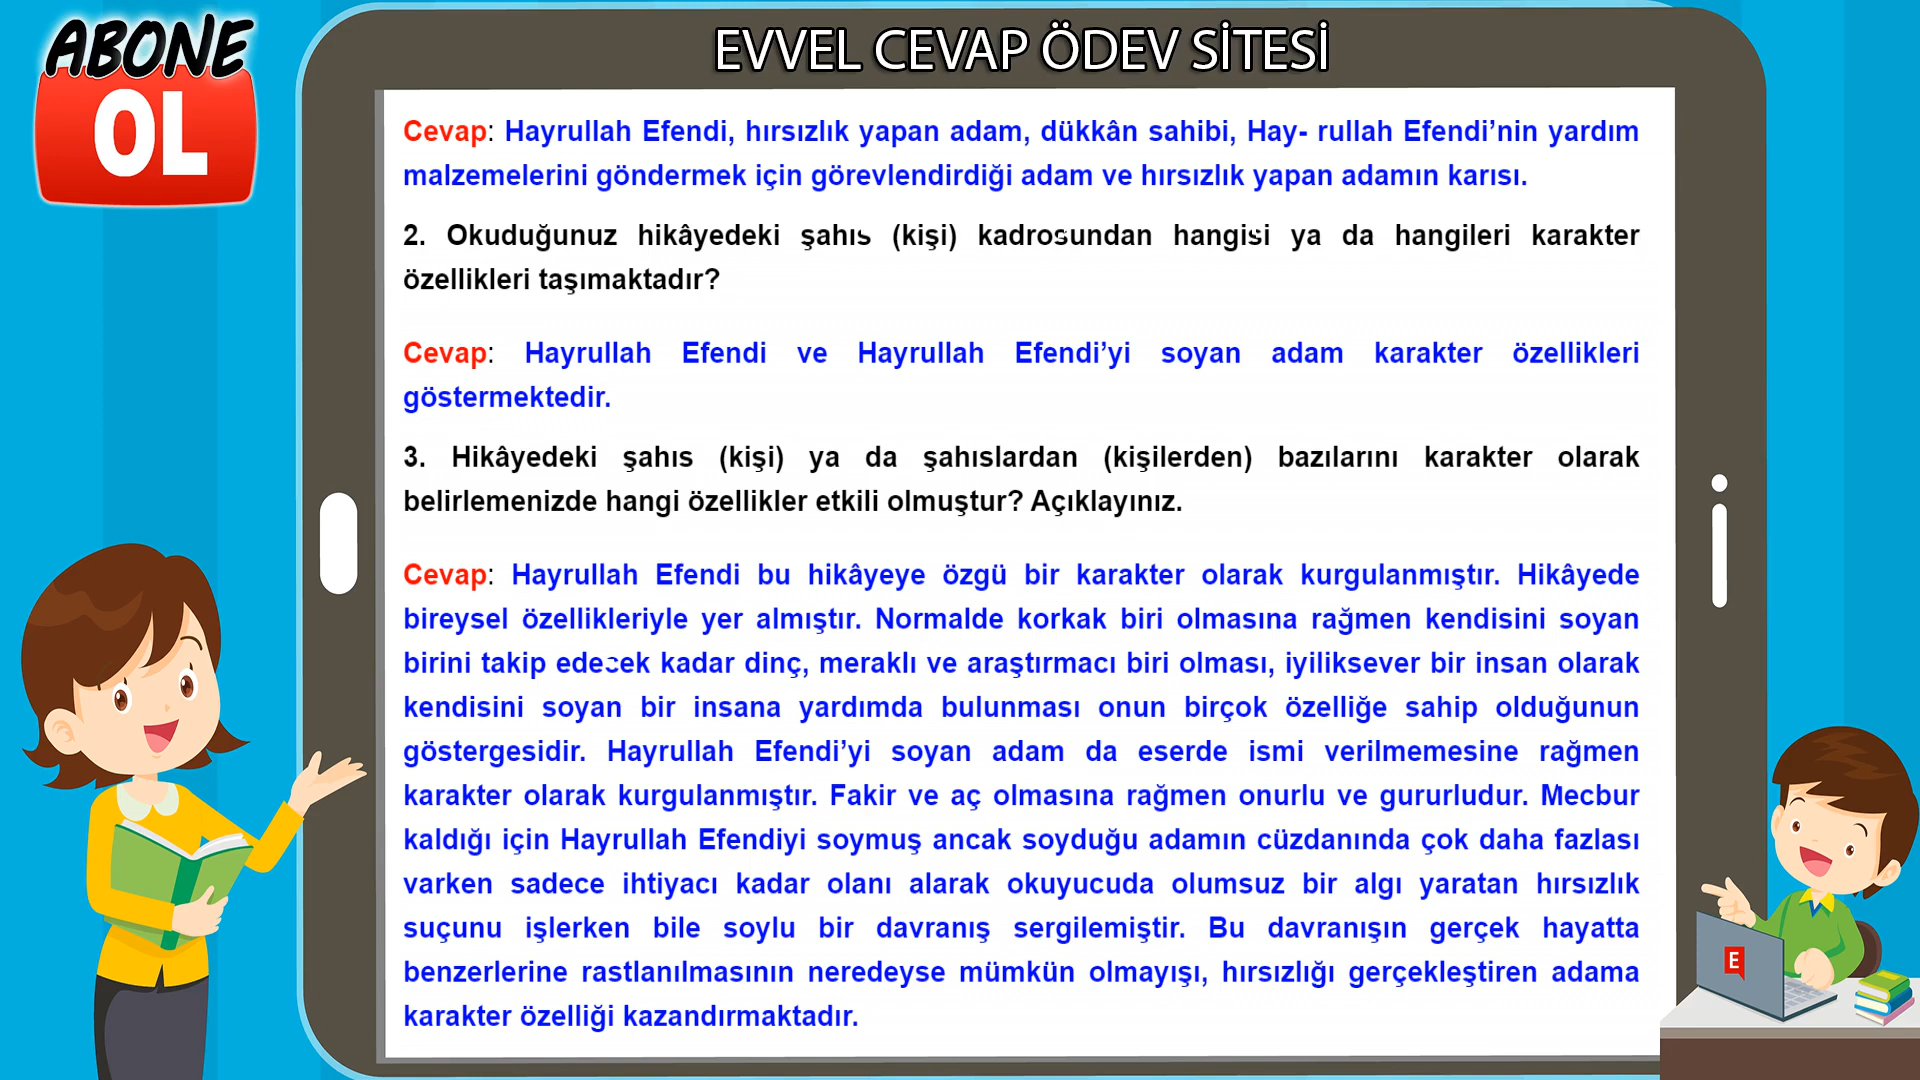 ABONE
OL
EVVEL CEVAP ÖDEV SİTESİ
Cevap: Hayrullah Efendi, hırsızlık yapan adam, dükkân sahibi, Hay- rullah Efendi’nin yardım
malzemelerini göndermek için görevlendirdiği adam ve hırsızlık yapan adamın karısı.
2. Okuduğunuz hikâyedeki şahıs (kişi) kadrosundan hangisi ya da hangileri karakter
özellikleri taşımaktadır?
Cevap: Hayrullah Efendi ve Hayrullah Efendi’yi soyan adam karakter özellikleri
göstermektedir.
3. Hikâyedeki şahıs (kişi) ya da şahıslardan (kişilerden) bazılarını karakter olarak
belirlemenizde hangi özellikler etkili olmuştur? Açıklayınız.
Cevap: Hayrullah Efendi bu hikâyeye özgü bir karakter olarak kurgulanmıştır. Hikâyede
bireysel özellikleriyle yer almıştır. Normalde korkak biri olmasına rağmen kendisini soyan
birini takip edecek kadar dinç, meraklı ve araştırmacı biri olması, iyiliksever bir insan olarak
kendisini soyan bir insana yardımda bulunması onun birçok özelliğe sahip olduğunun
göstergesidir. Hayrullah Efendi’yi soyan adam da eserde ismi verilmemesine rağmen
karakter olarak kurgulanmıştır. Fakir ve aç olmasına rağmen onurlu ve gururludur. Mecbur
kaldığı için Hayrullah Efendiyi soymuş ancak soyduğu adamın cüzdanında çok daha fazlası
varken sadece ihtiyacı kadar olanı alarak okuyucuda olumsuz bir algı yaratan hırsızlık
suçunu işlerken bile soylu bir davranış sergilemiştir. Bu davranışın gerçek hayatta
benzerlerine rastlanılmasının neredeyse mümkün olmayışı, hırsızlığı gerçekleştiren adama
karakter özelliği kazandırmaktadır.
E